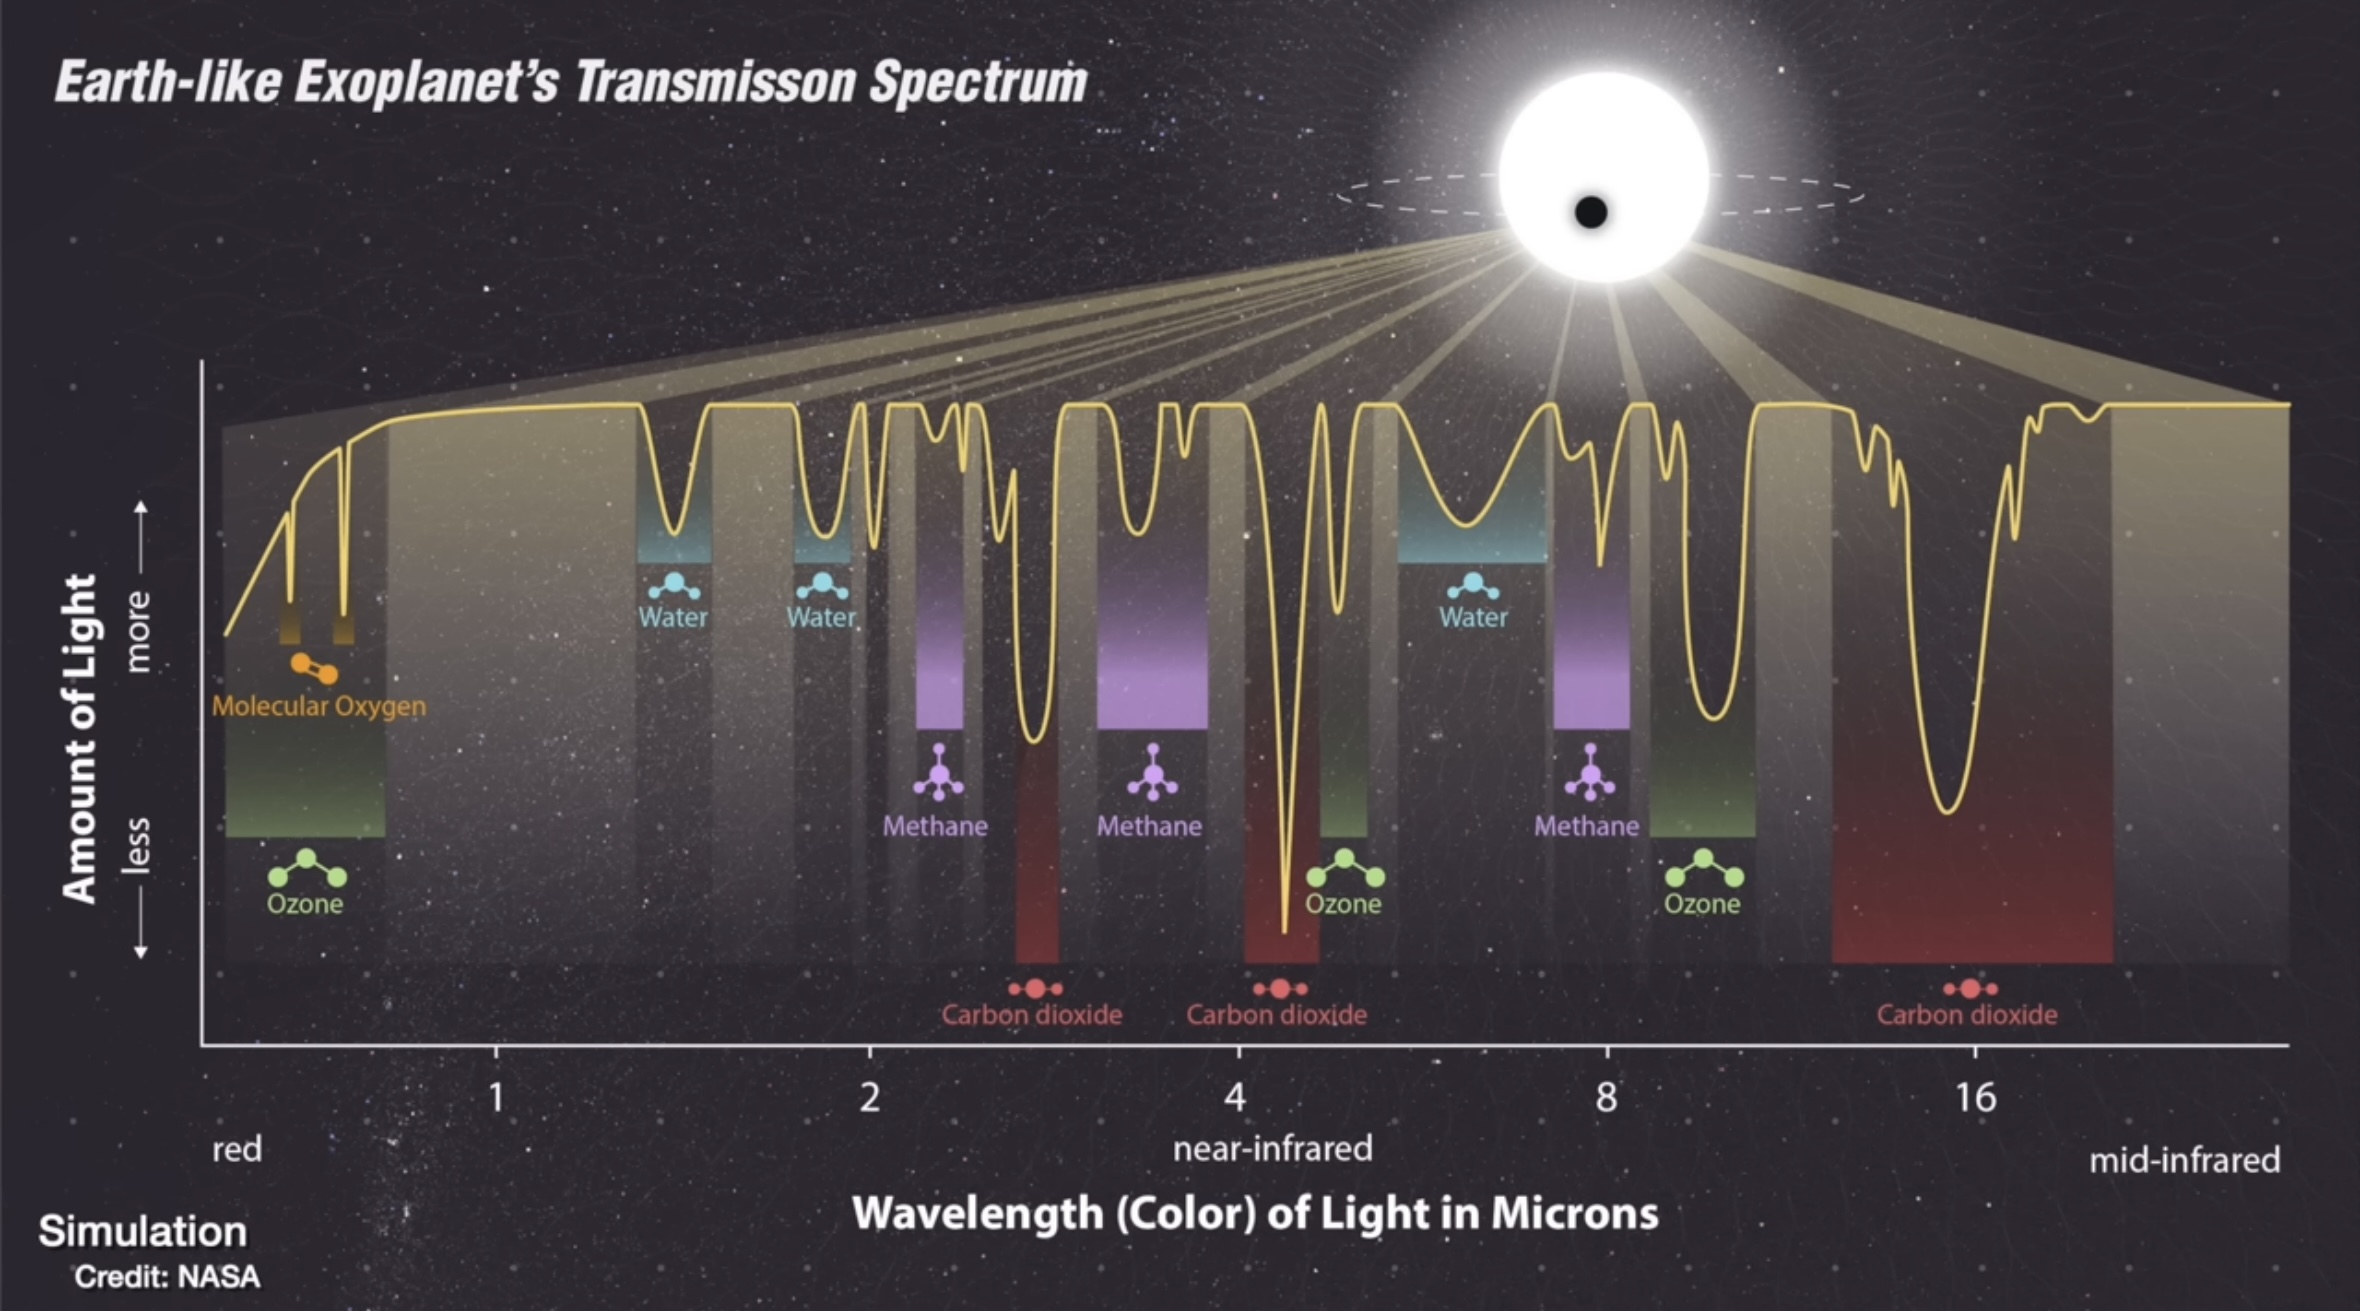 Earth-like Exoplanet's Transmisson Spectrum
Amount of Light
more
less
Molecular Oxygen
Ozone
Water
Water
Methane
Carbon dioxide
Methane
Carbon dioxide
Ozone
Water
Methane
Ozone
Carbon dioxide
1 2 4 8 16
red near-infrared mid-infrared
Wavelength (Color) of Light in Microns
Simulation
Credit: NASA